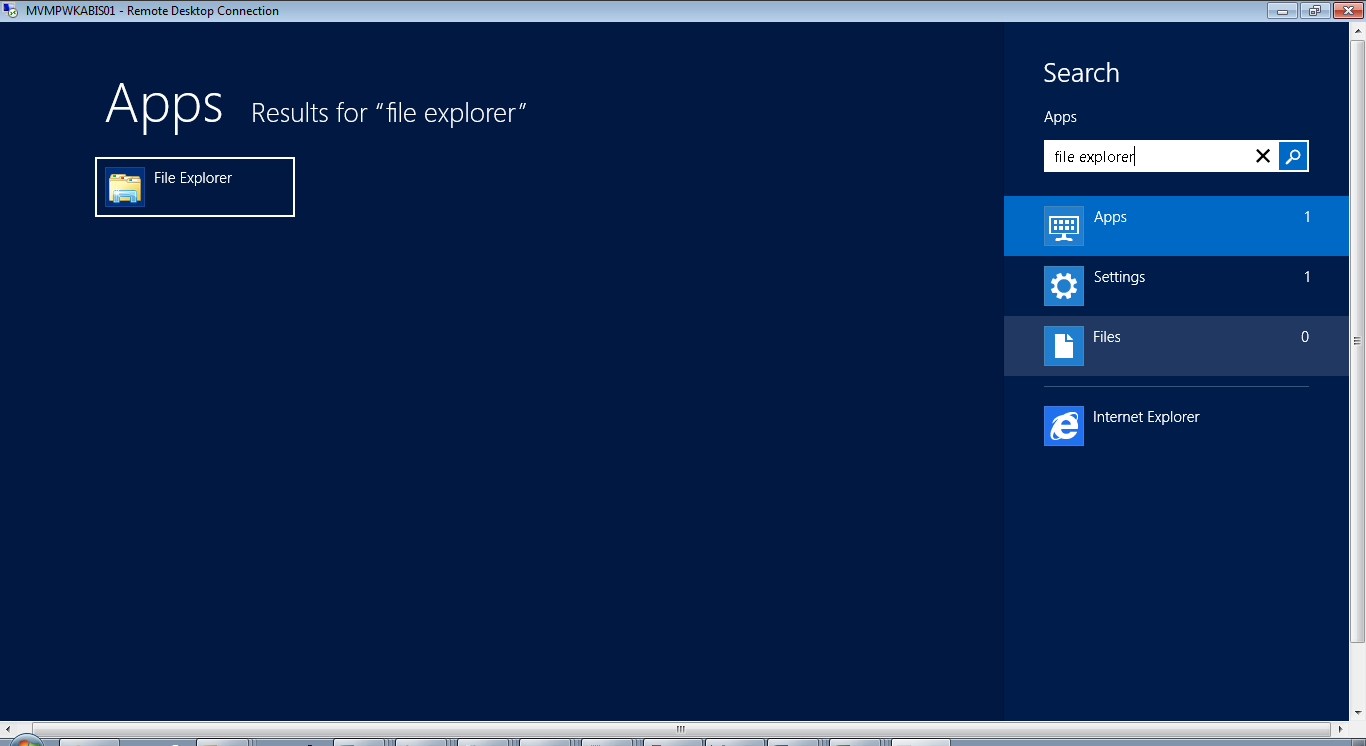 MVMPWKABIS01 - Remote Desktop Connection
Apps Results for “file explorer”
File Explorer
Search
Apps
file explorer
Apps 1
Settings 1
Files 0
Internet Explorer